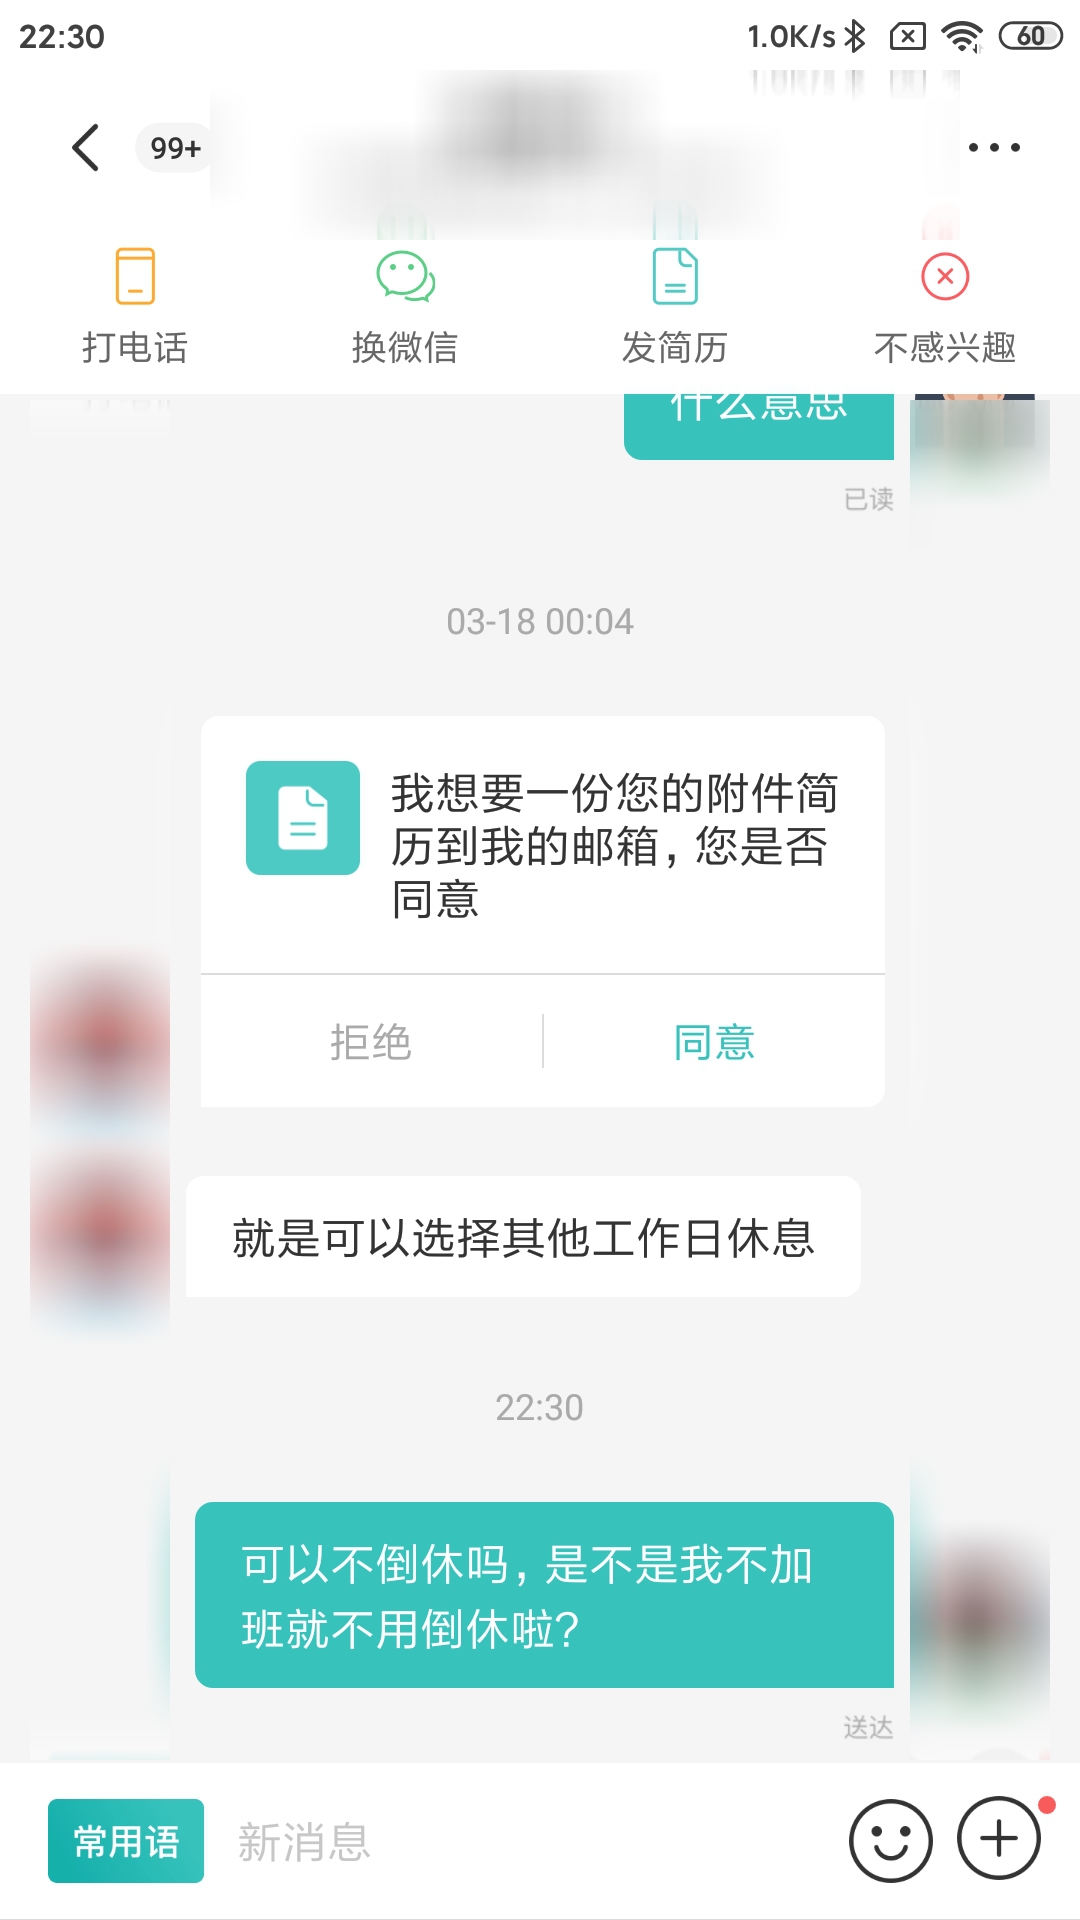 22:30
1.0K/s
60
99+
打电话
换微信
发简历
不感兴趣
什么意思
已读
03-18 00:04
我想要一份您的附件简
历到我的邮箱，您是否
同意
拒绝
同意
就是可以选择其他工作日休息
22:30
可以不倒休吗，是不是我不加
班就不用倒休啦？
送达
常用语
新消息